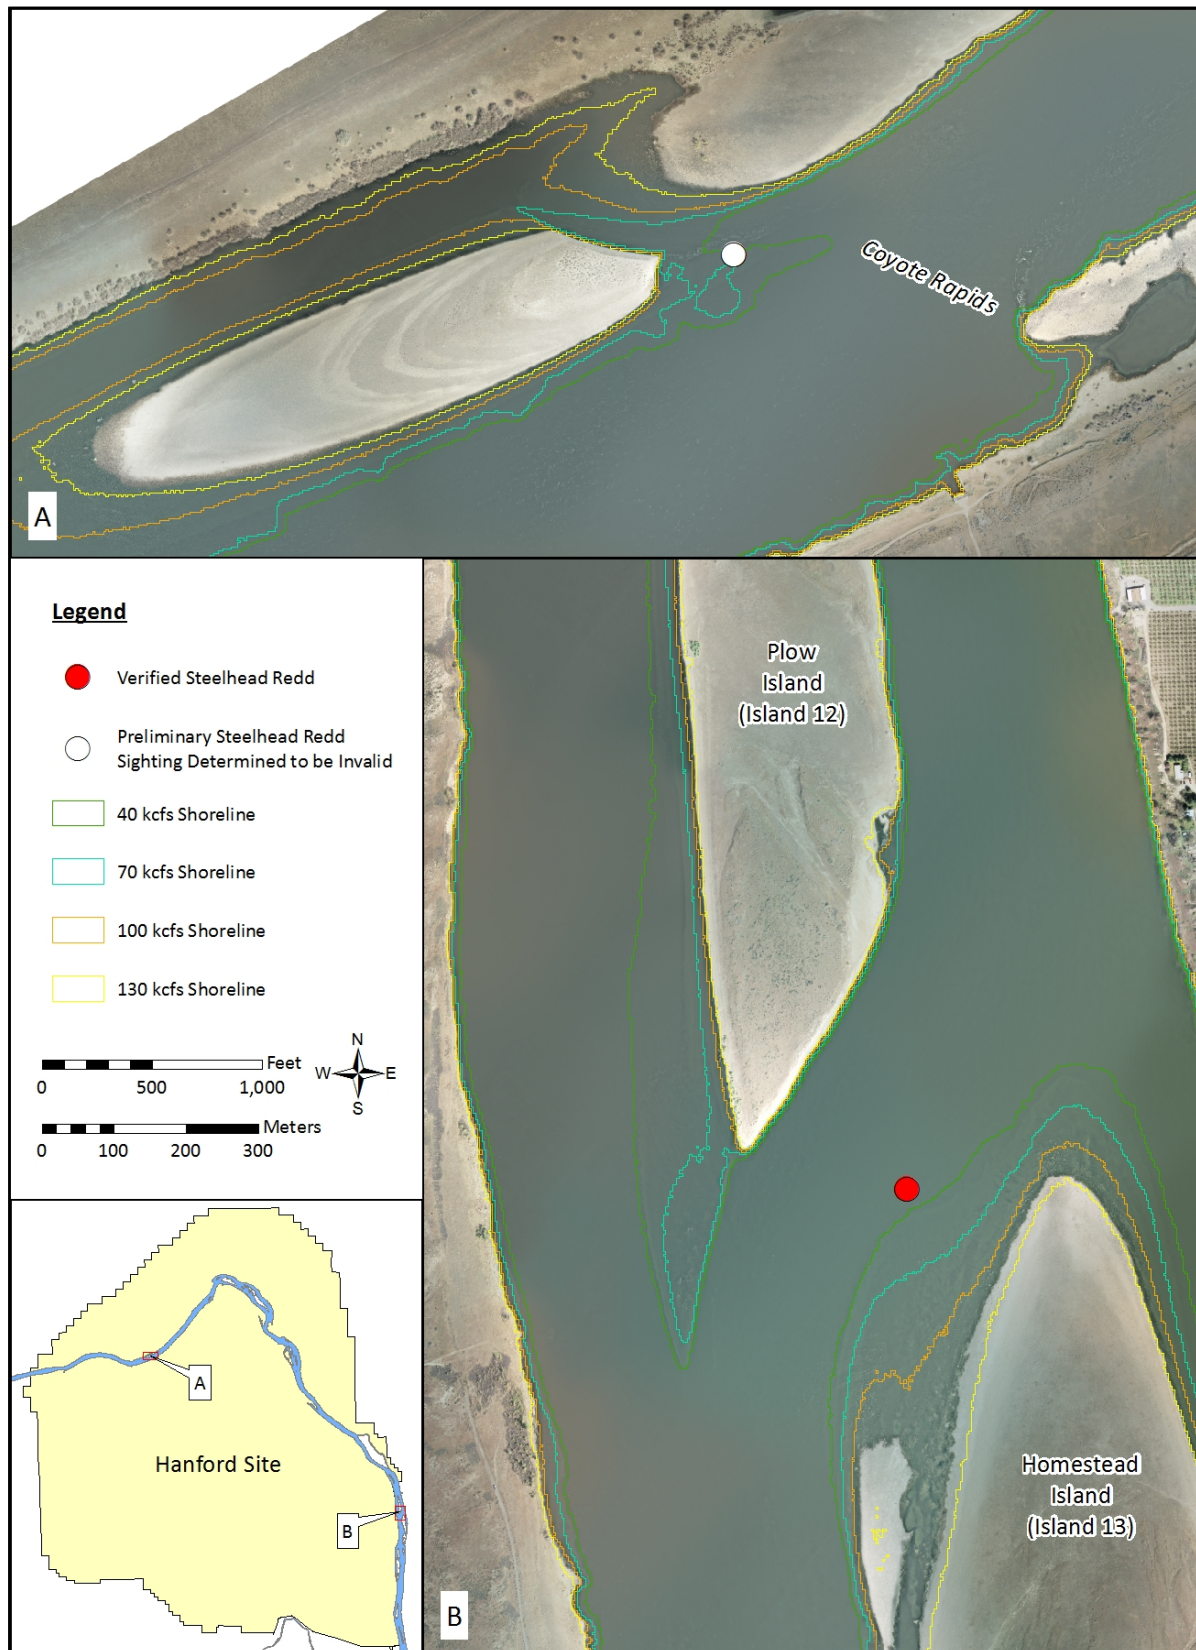 Coyote Rapids
A
Legend
Verified Steelhead Redd
Preliminary Steelhead Redd
Sighting Determined to be Invalid
40 kcfs Shoreline
70 kcfs Shoreline
100 kcfs Shoreline
130 kcfs Shoreline
Feet
0 500 1,000
Meters
0 100 200 300
N
W E
S
A
Hanford Site
B
Plow
Island
(Island 12)
Homestead
Island
(Island 13)
B